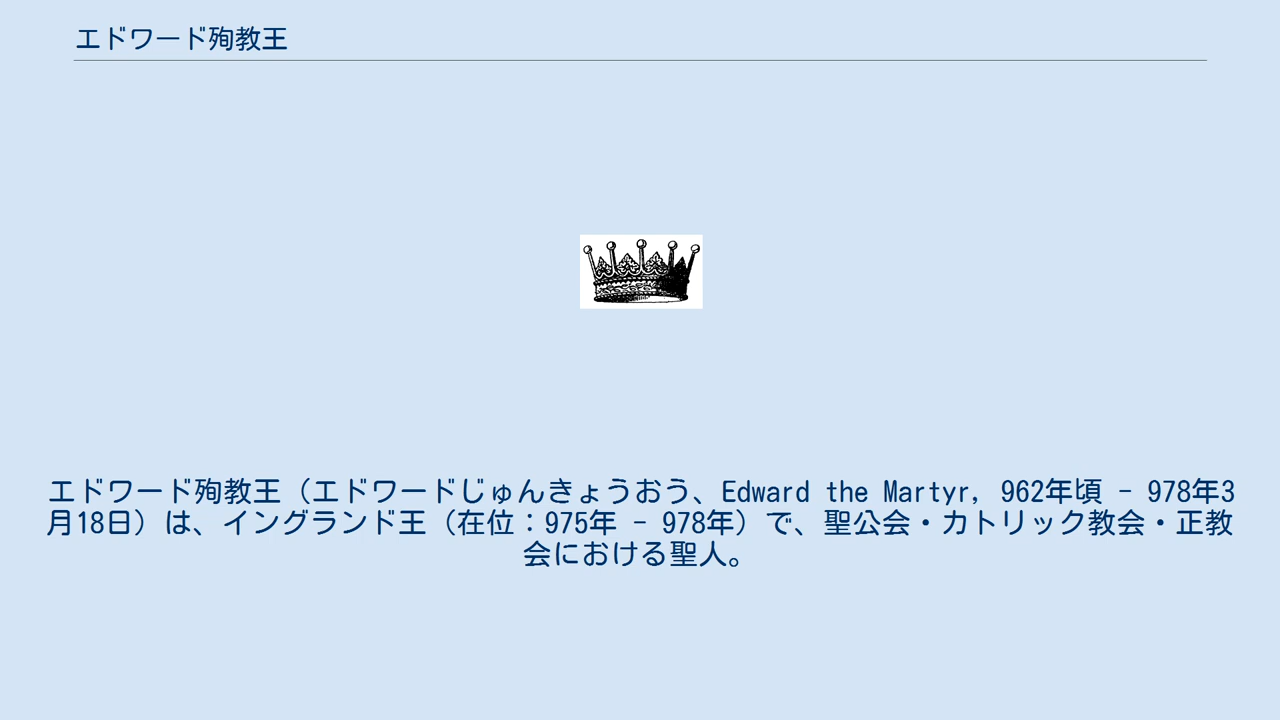 エドワード殉教王
エドワード殉教王（エドワードじゅんきょうおう、Edward the Martyr, 962年頃 - 978年3
月18日）は、イングランド王（在位：975年 - 978年）で、聖公会・カトリック教会・正教
会における聖人。